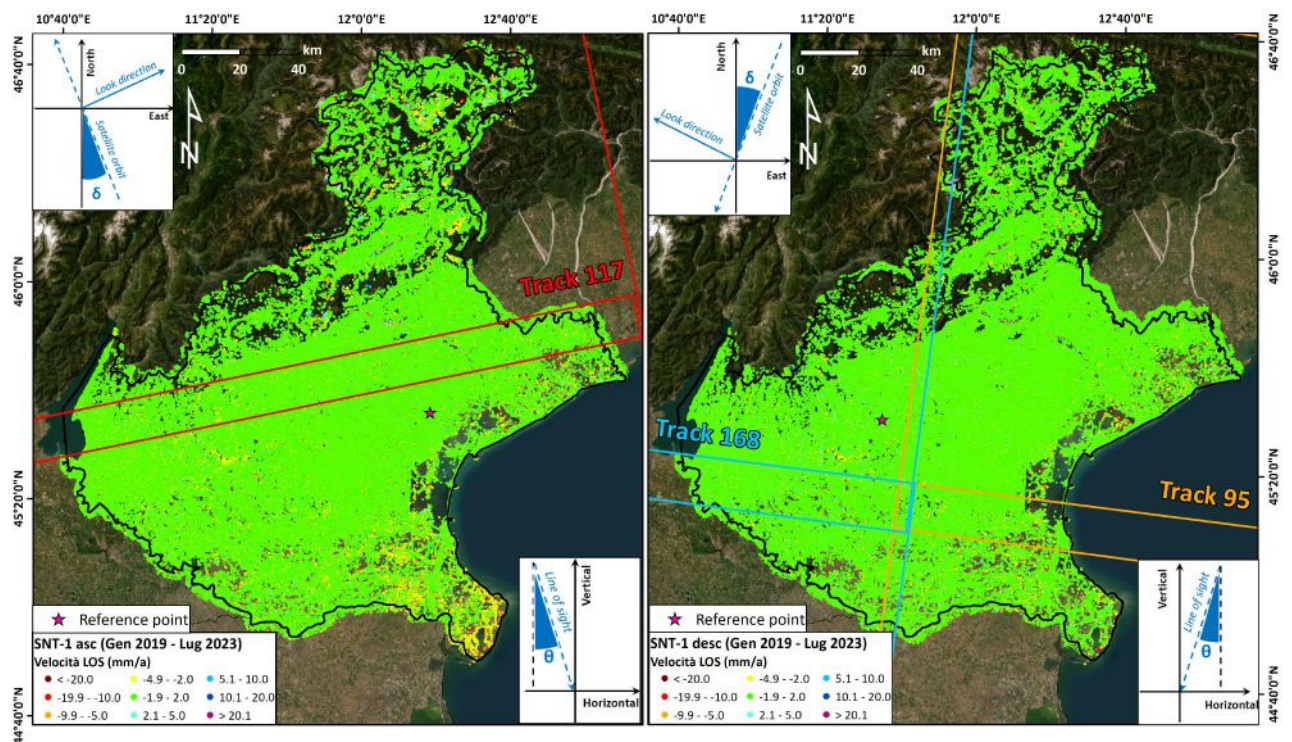 10°40'0"E 11°20'0"E 12°0'0"E 12°40'0"E
46°40'0"N
46°0'0"N
45°20'0"N
44°40'0"N
North
Look direction
East
Satellite orbit
δ
km
0 20 40
N
Track 117
Line of sight
Vertical
θ
Horizontal
Reference point
SNT-1 asc (Gen 2019 - Lug 2023)
Velocità LOS (mm/a)
< -20.0 -4.9 - -2.0 5.1 - 10.0
-19.9 - -10.0 -1.9 - 2.0 10.1 - 20.0
-9.9 - -5.0 2.1 - 5.0 > 20.1
10°40'0"E 11°20'0"E 12°0'0"E 12°40'0"E
North
δ
Look direction
Satellite orbit
East
km
0 20 40
N
Track 168
Track 95
Line of sight
Vertical
θ
Horizontal
Reference point
SNT-1 desc (Gen 2019 - Lug 2023)
Velocità LOS (mm/a)
< -20.0 -4.9 - -2.0 5.1 - 10.0
-19.9 - -10.0 -1.9 - 2.0 10.1 - 20.0
-9.9 - -5.0 2.1 - 5.0 > 20.1
46°40'0"N
46°0'0"N
45°20'0"N
44°40'0"N